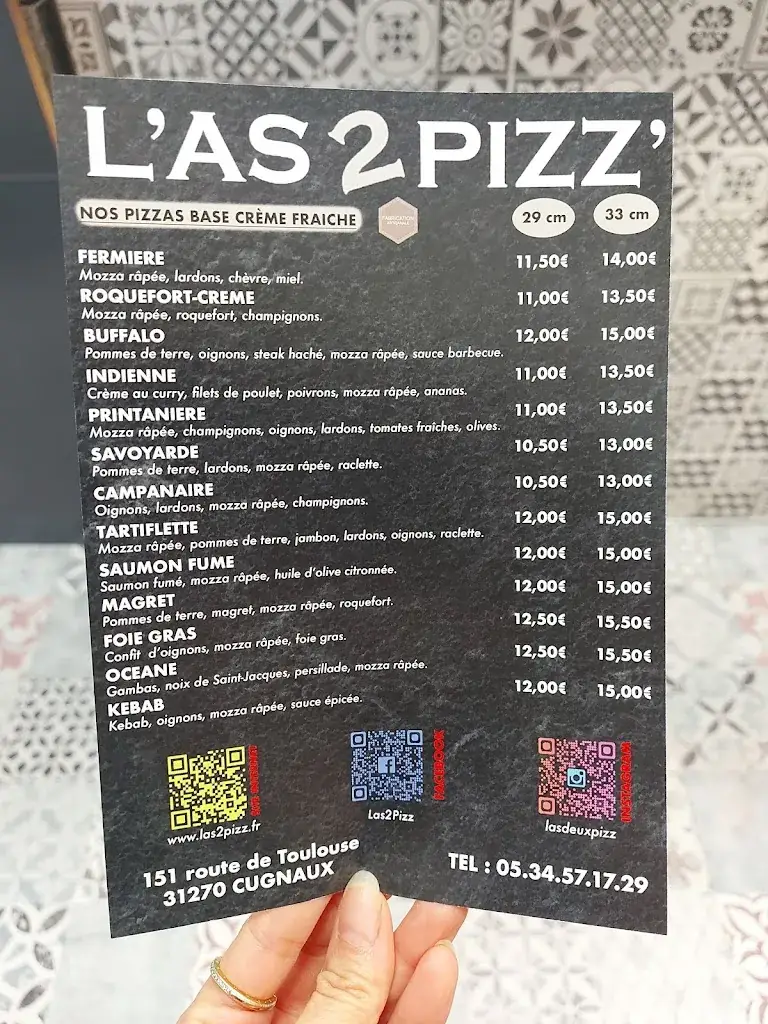 L'AS 2 PIZZ'
NOS PIZZAS BASE CRÈME FRAICHE FABRICATION ARTISANALE 29 cm 33 cm
FERMIERE 11,50€ 14,00€
Mozza râpée, lardons, chèvre, miel.
ROQUEFORT-CREME 11,00€ 13,50€
Mozza râpée, roquefort, champignons.
BUFFALO 12,00€ 15,00€
Pommes de terre, oignons, steak haché, mozza râpée, sauce barbecue.
INDIENNE 11,00€ 13,50€
Crème au curry, filets de poulet, poivrons, mozza râpée, ananas.
PRINTANIERE 11,00€ 13,50€
Mozza râpée, champignons, oignons, lardons, tomates fraîches, olives.
SAVOYARDE 10,50€ 13,00€
Pommes de terre, lardons, mozza râpée, raclette.
CAMPANAIRE 10,50€ 13,00€
Oignons, lardons, mozza râpée, champignons.
TARTIFLETTE 12,00€ 15,00€
Mozza râpée, pommes de terre, jambon, lardons, oignons, raclette.
SAUMON FUME 12,00€ 15,00€
Saumon fumé, mozza râpée, huile d'olive citronnée.
MAGRET 12,00€ 15,00€
Pommes de terre, magret, mozza râpée, roquefort.
FOIE GRAS 12,50€ 15,50€
Confit d'oignons, mozza râpée, foie gras.
OCEANE 12,50€ 15,50€
Gambas, noix de Saint-Jacques, persillade, mozza râpée.
KEBAB 12,00€ 15,00€
Kebab, oignons, mozza râpée, sauce épicée.
FACEBOOK
INSTAGRAM
www.las2pizz.fr
Las2Pizz
lasdeuxpizz
151 route de Toulouse
31270 CUGNAUX
TEL : 05.34.57.17.29